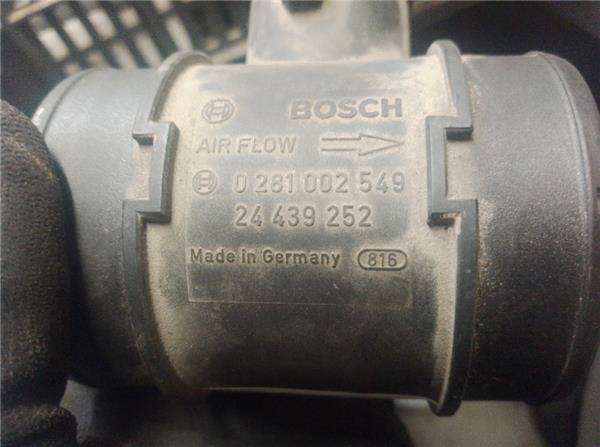 BOSCH
AIR FLOW
0 281 002 549
24 439 252
Made in Germany 816